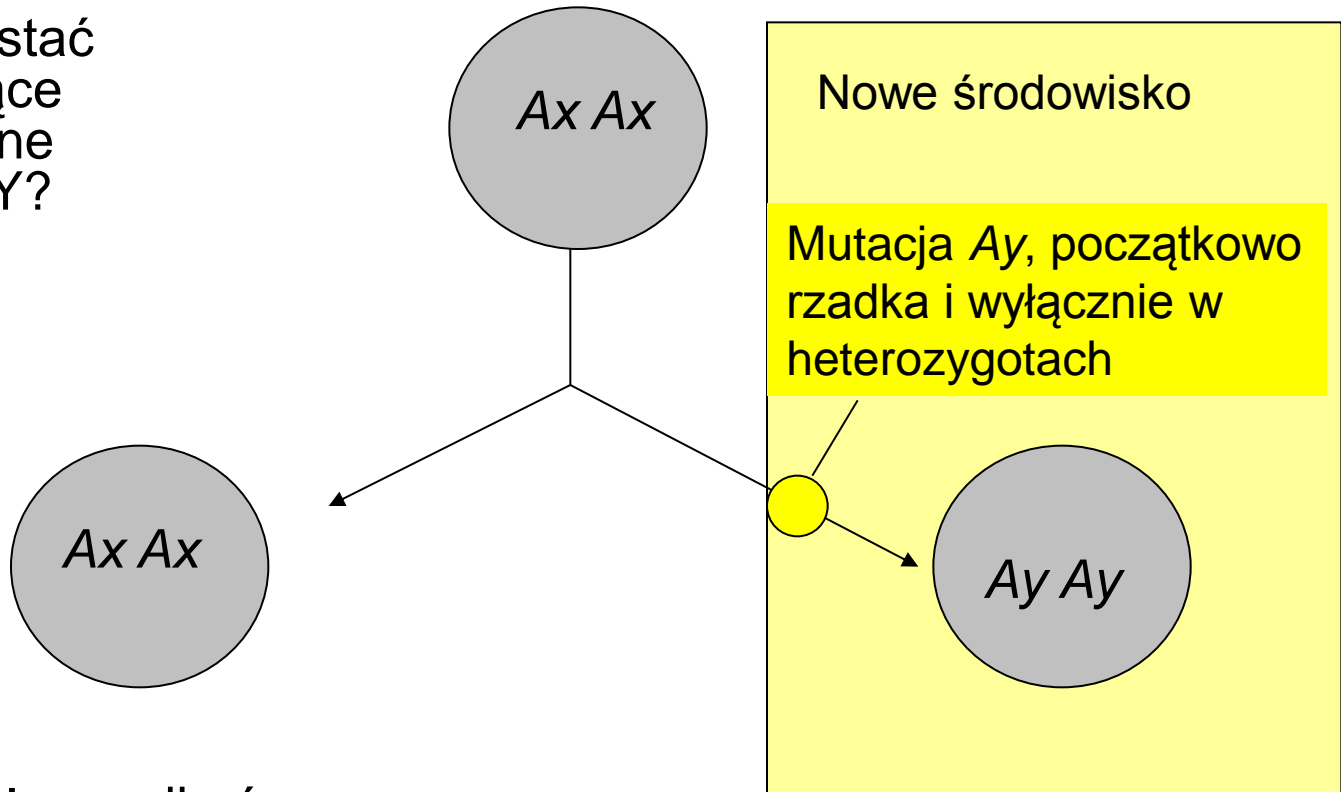 stać
ące
ne
Y?
Ax Ax
Nowe środowisko
Mutacja Ay, początkowo
rzadka i wyłącznie w
heterozygotach
Ax Ax
Ay Ay